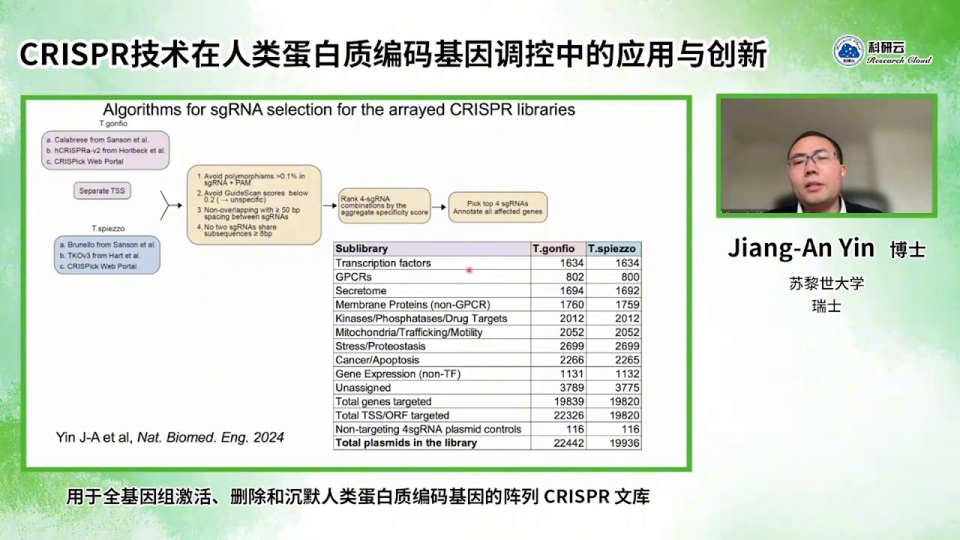 CRISPR技术在人类蛋白质编码基因调控中的应用与创新
科研云
Research Cloud
Algorithms for sgRNA selection for the arrayed CRISPR libraries
T.gonfio
a. Calabrese from Sanson et al.
b. hCRISPRa-v2 from Horlbeck et al.
c. CRISPick Web Portal
Separate TSS
T.spiezzo
a. Brunello from Sanson et al.
b. TKOv3 from Hart et al.
c. CRISPick Web Portal
1. Avoid polymorphisms >0.1% in
sgRNA + PAM
2. Avoid GuideScan scores below
0.2 ( → unspecific)
3. Non-overlapping with ≥ 50 bp
spacing between sgRNAs
4. No two sgRNAs share
subsequences ≥ 8bp
Rank 4-sgRNA
combinations by the
aggregate specificity score
Pick top 4 sgRNAs
Annotate all affected genes
Sublibrary T.gonfio T.spiezzo
Transcription factors 1634 1634
GPCRs 802 800
Secretome 1694 1692
Membrane Proteins (non-GPCR) 1760 1759
Kinases/Phosphatases/Drug Targets 2012 2012
Mitochondria/Trafficking/Motility 2052 2052
Stress/Proteostasis 2699 2699
Cancer/Apoptosis 2266 2265
Gene Expression (non-TF) 1131 1132
Unassigned 3789 3775
Total genes targeted 19839 19820
Total TSS/ORF targeted 22326 19820
Non-targeting 4sgRNA plasmid controls 116 116
Total plasmids in the library 22442 19936
Yin J-A et al, Nat. Biomed. Eng. 2024
Jiang-An Yin 博士
苏黎世大学
瑞士
用于全基因组激活、删除和沉默人类蛋白质编码基因的阵列 CRISPR 文库